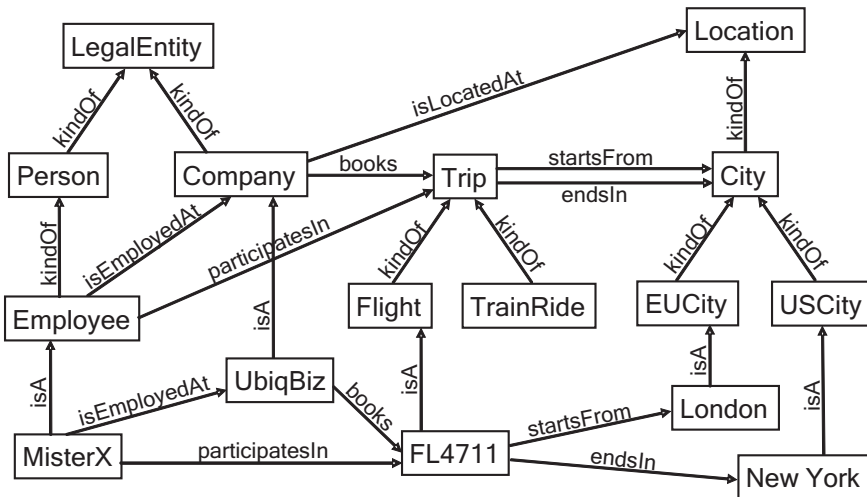 LegalEntity
Location
kindOf
kindOf
isLocatedAt
kindOf
Person
Company
books
Trip
startsFrom
endsIn
City
kindOf
isEmployedAt
participatesIn
kindOf
kindOf
kindOf
kindOf
Employee
isA
Flight
TrainRide
EUCity
USCity
isA
isEmployedAt
UbiqBiz
books
isA
startsFrom
isA
London
isA
MisterX
participatesIn
FL4711
endsIn
New York